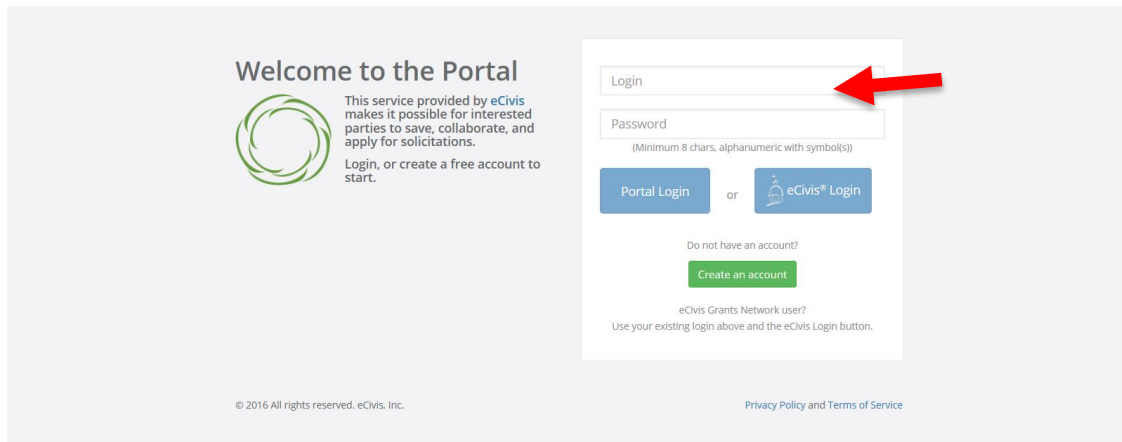 Welcome to the Portal
This service provided by eCivis
makes it possible for interested
parties to save, collaborate, and
apply for solicitations.
Login, or create a free account to
start.
Login
Password
(Minimum 8 chars, alphanumeric with symbol(s))
Portal Login
or
eCivis® Login
Do not have an account?
Create an account
eCivis Grants Network user?
Use your existing login above and the eCivis Login button.
© 2016 All rights reserved. eCivis, Inc.
Privacy Policy and Terms of Service